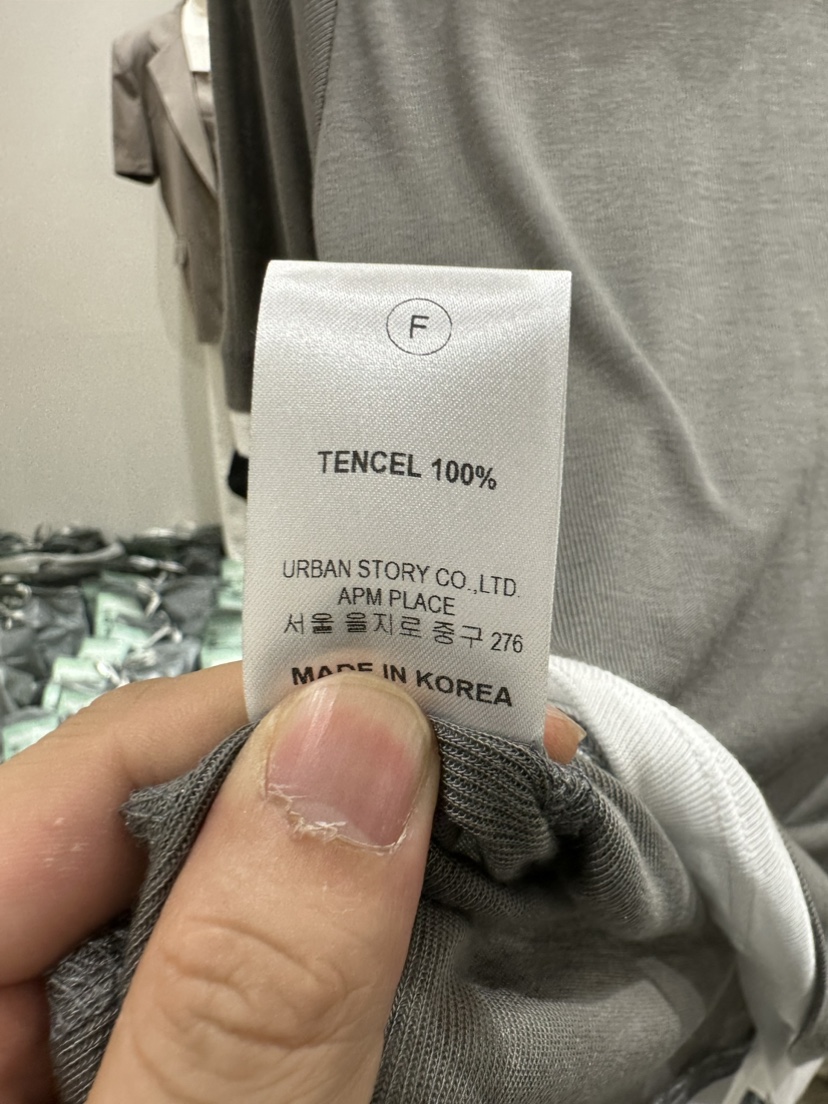 F
TENCEL 100%
URBAN STORY CO.,LTD.
APM PLACE
서울 을지로 중구 276
MADE IN KOREA